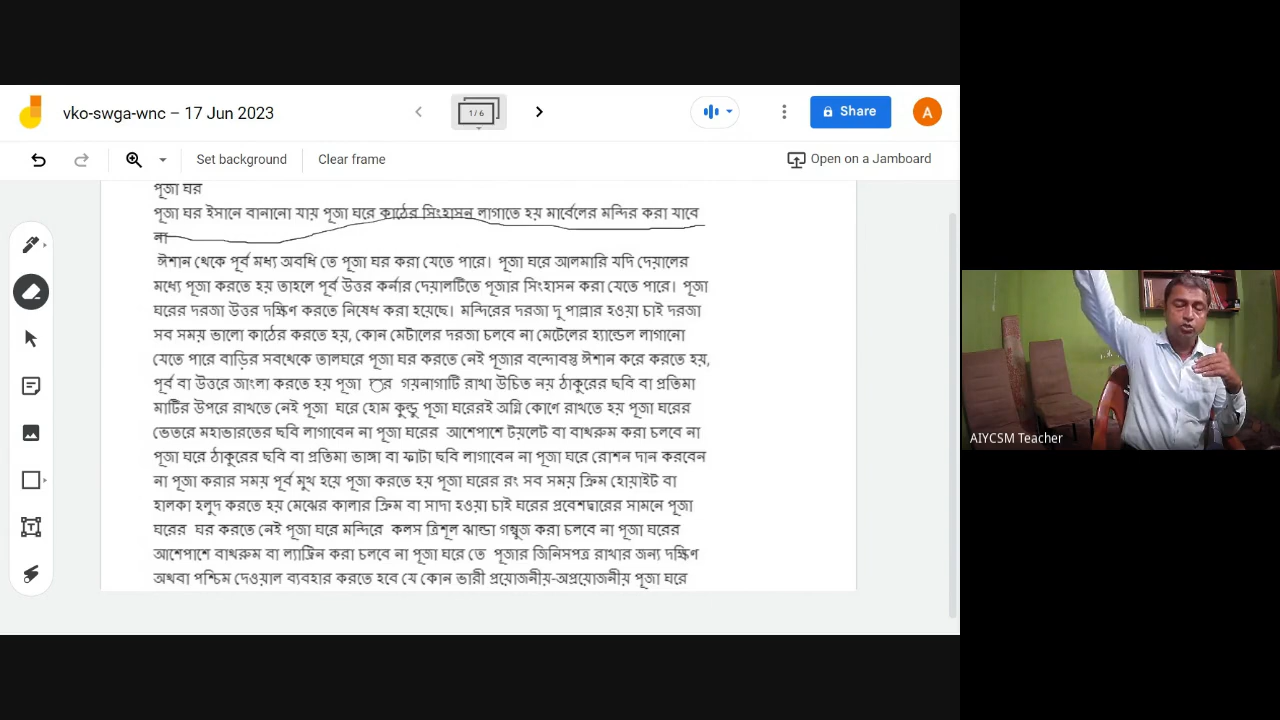 vko-swga-wnc – 17 Jun 2023
1 / 6
Share
A
Set background
Clear frame
Open on a Jamboard
পূজা ঘর
পূজা ঘর ইসানে বানানো যায় পূজা ঘরে কাঠের সিংহাসন লাগাতে হয় মার্বেলের মন্দির করা যাবে
না
ঈশান থেকে পূর্ব মধ্য অবধি তে পূজা ঘর করা যেতে পারে। পূজা ঘরে আলমারি যদি দেয়ালের
মধ্যে পূজা করতে হয় তাহলে পূর্ব উত্তর কর্নার দেয়ালটিতে পূজার সিংহাসন করা যেতে পারে। পূজা
ঘরের দরজা উত্তর দক্ষিণ করতে নিষেধ করা হয়েছে। মন্দিরের দরজা দু পাল্লার হওয়া চাই দরজা
সব সময় ভালো কাঠের করতে হয়, কোন মেটালের দরজা চলবে না মেটেলের হ্যান্ডেল লাগানো
যেতে পারে বাড়ির সবথেকে তালঘরে পূজা ঘর করতে নেই পূজার বন্দোবস্ত ঈশান করে করতে হয়,
পূর্ব বা উত্তরে জাংলা করতে হয় পূজা গয়নাগাটি রাখা উচিত নয় ঠাকুরের ছবি বা প্রতিমা
মাটির উপরে রাখতে নেই পূজা ঘরে হোম কুন্ডু পূজা ঘরেরই অগ্নি কোণে রাখতে হয় পূজা ঘরের
ভেতরে মহাভারতের ছবি লাগাবেন না পূজা ঘরের আশেপাশে টয়লেট বা বাথরুম করা চলবে না
পূজা ঘরে ঠাকুরের ছবি বা প্রতিমা ভাঙ্গা বা ফাটা ছবি লাগাবেন না পূজা ঘরে রোশন দান করবেন
না পূজা করার সময় পূর্ব মুখ হয়ে পূজা করতে হয় পূজা ঘরের রং সব সময় ক্রিম হোয়াইট বা
হালকা হলুদ করতে হয় মেঝের কালার ক্রিম বা সাদা হওয়া চাই ঘরের প্রবেশদ্বারের সামনে পূজা
ঘরের ঘর করতে নেই পূজা ঘরে মন্দিরে কলস ত্রিশূল ঝান্ডা গম্বুজ করা চলবে না পূজা ঘরের
আশেপাশে বাথরুম বা ল্যাট্রিন করা চলবে না পূজা ঘরে তে পূজার জিনিসপত্র রাখার জন্য দক্ষিণ
অথবা পশ্চিম দেওয়াল ব্যবহার করতে হবে যে কোন ভারী প্রয়োজনীয়-অপ্রয়োজনীয় পূজা ঘরে
AIYCSM Teacher